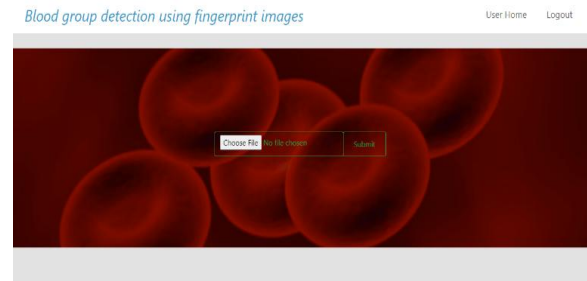 Blood group detection using fingerprint images
User Home Logout
Choose File No file chosen Submit